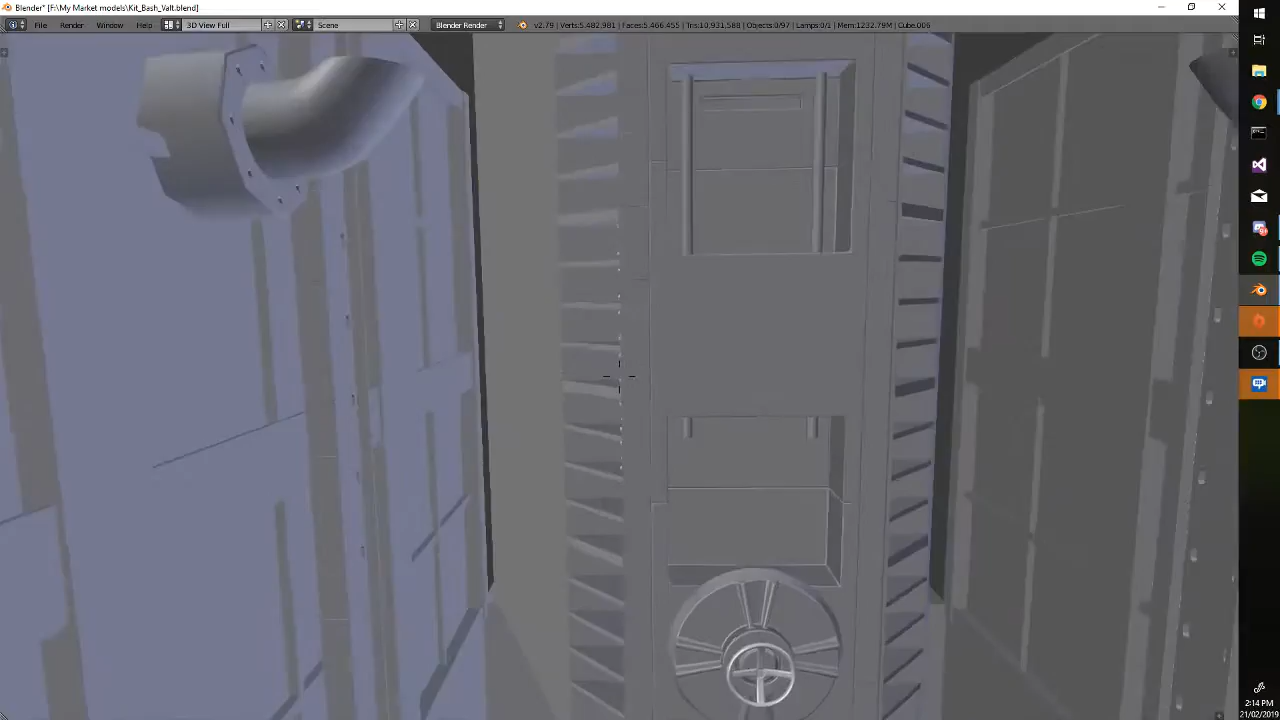 Blender* [F:\My Market models\Kit_Bash_Valt.blend]
File Render Window Help 3D View Full Scene Blender Render v2.79 | Verts:5,482,981 | Faces:5,466,455 | Tris:10,931,588 | Objects:0/97 | Lamps:0/1 | Mem:1232.79M | Cube.006
2:14 PM
21/02/2019